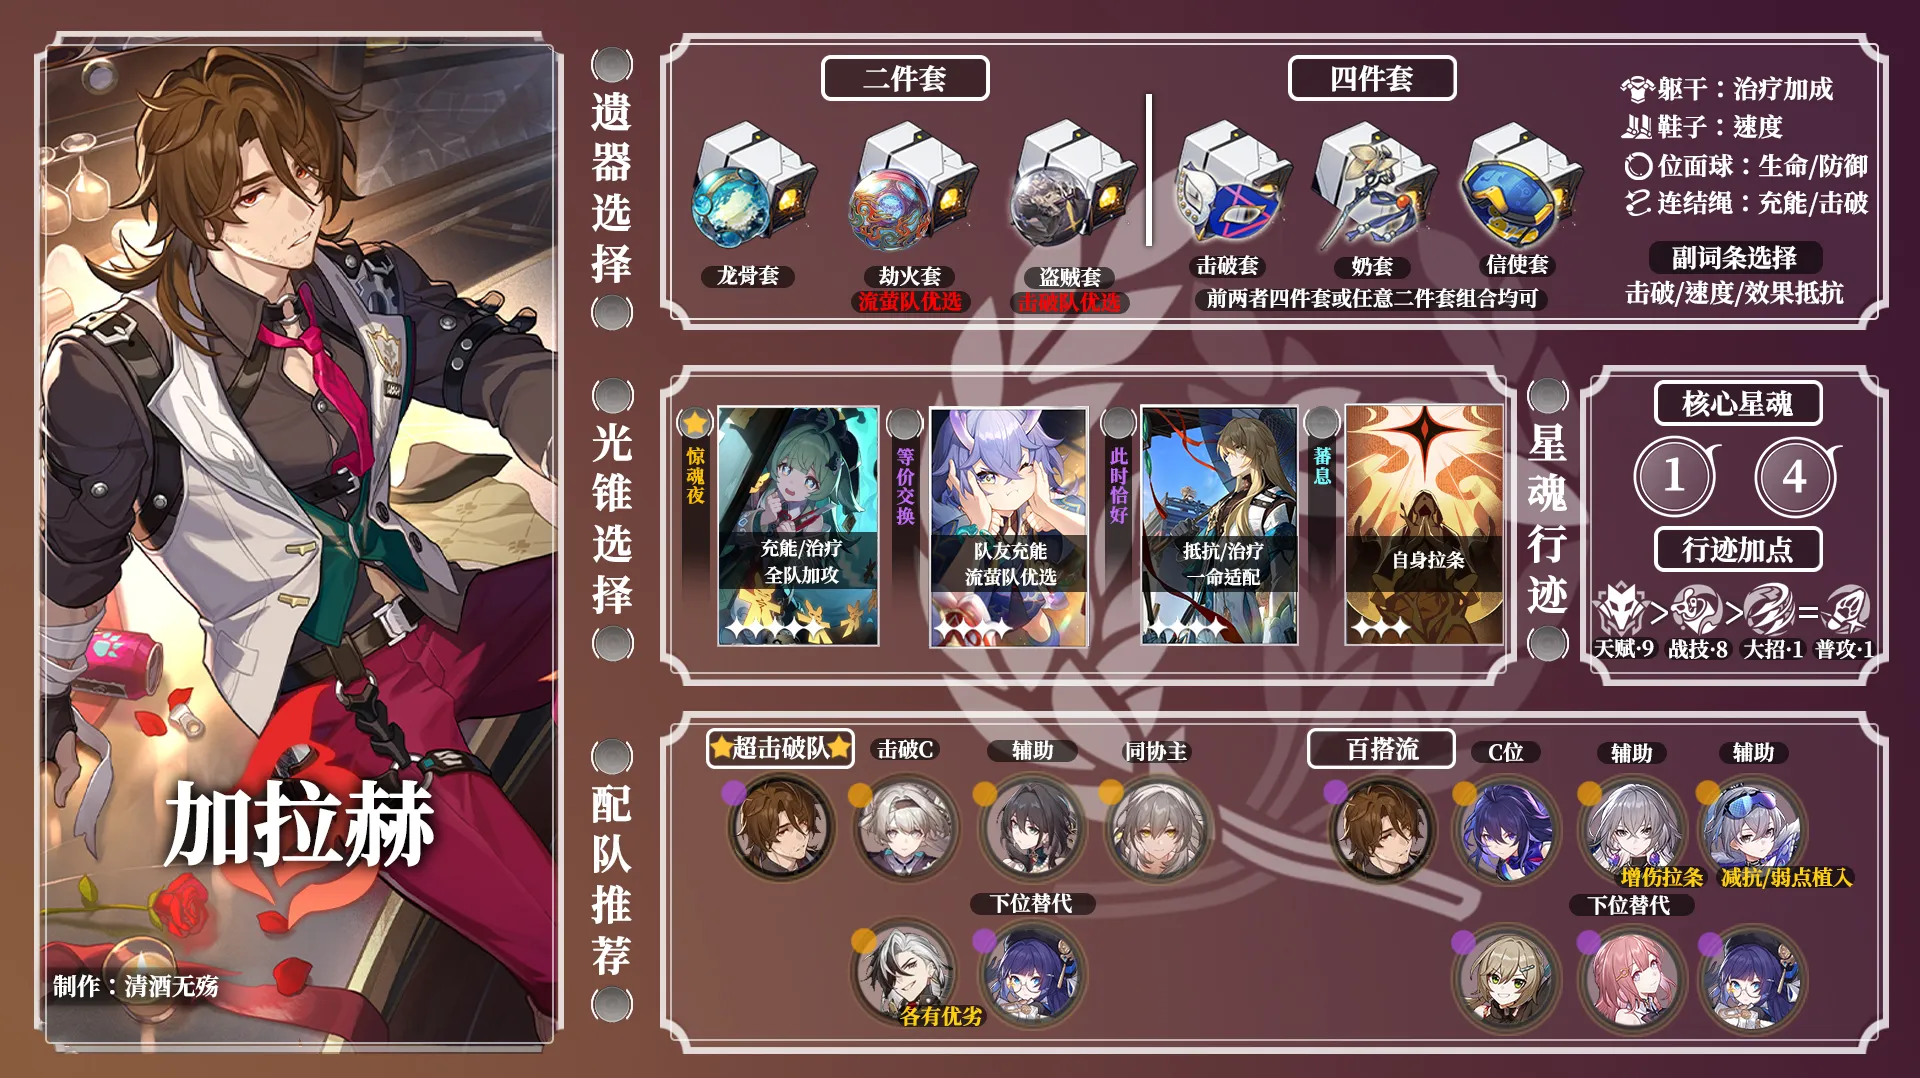 加拉赫
制作：清酒无殇
遗器选择
二件套
龙骨套
劫火套
流萤队优选
盗贼套
击破队优选
四件套
击破套
奶套
信使套
前两者四件套或任意二件套组合均可
躯干：治疗加成
鞋子：速度
位面球：生命/防御
连结绳：充能/击破
副词条选择
击破/速度/效果抵抗
光锥选择
惊魂夜
充能/治疗
全队加攻
等价交换
队友充能
流萤队优选
此时恰好
抵抗/治疗
一命适配
蕃息
自身拉条
星魂行迹
核心星魂
1
4
行迹加点
>
>
=
天赋·9
战技·8
大招·1
普攻·1
配队推荐
超击破队
击破C
辅助
同协主
下位替代
各有优劣
百搭流
C位
辅助
辅助
增伤拉条
减抗/弱点植入
下位替代